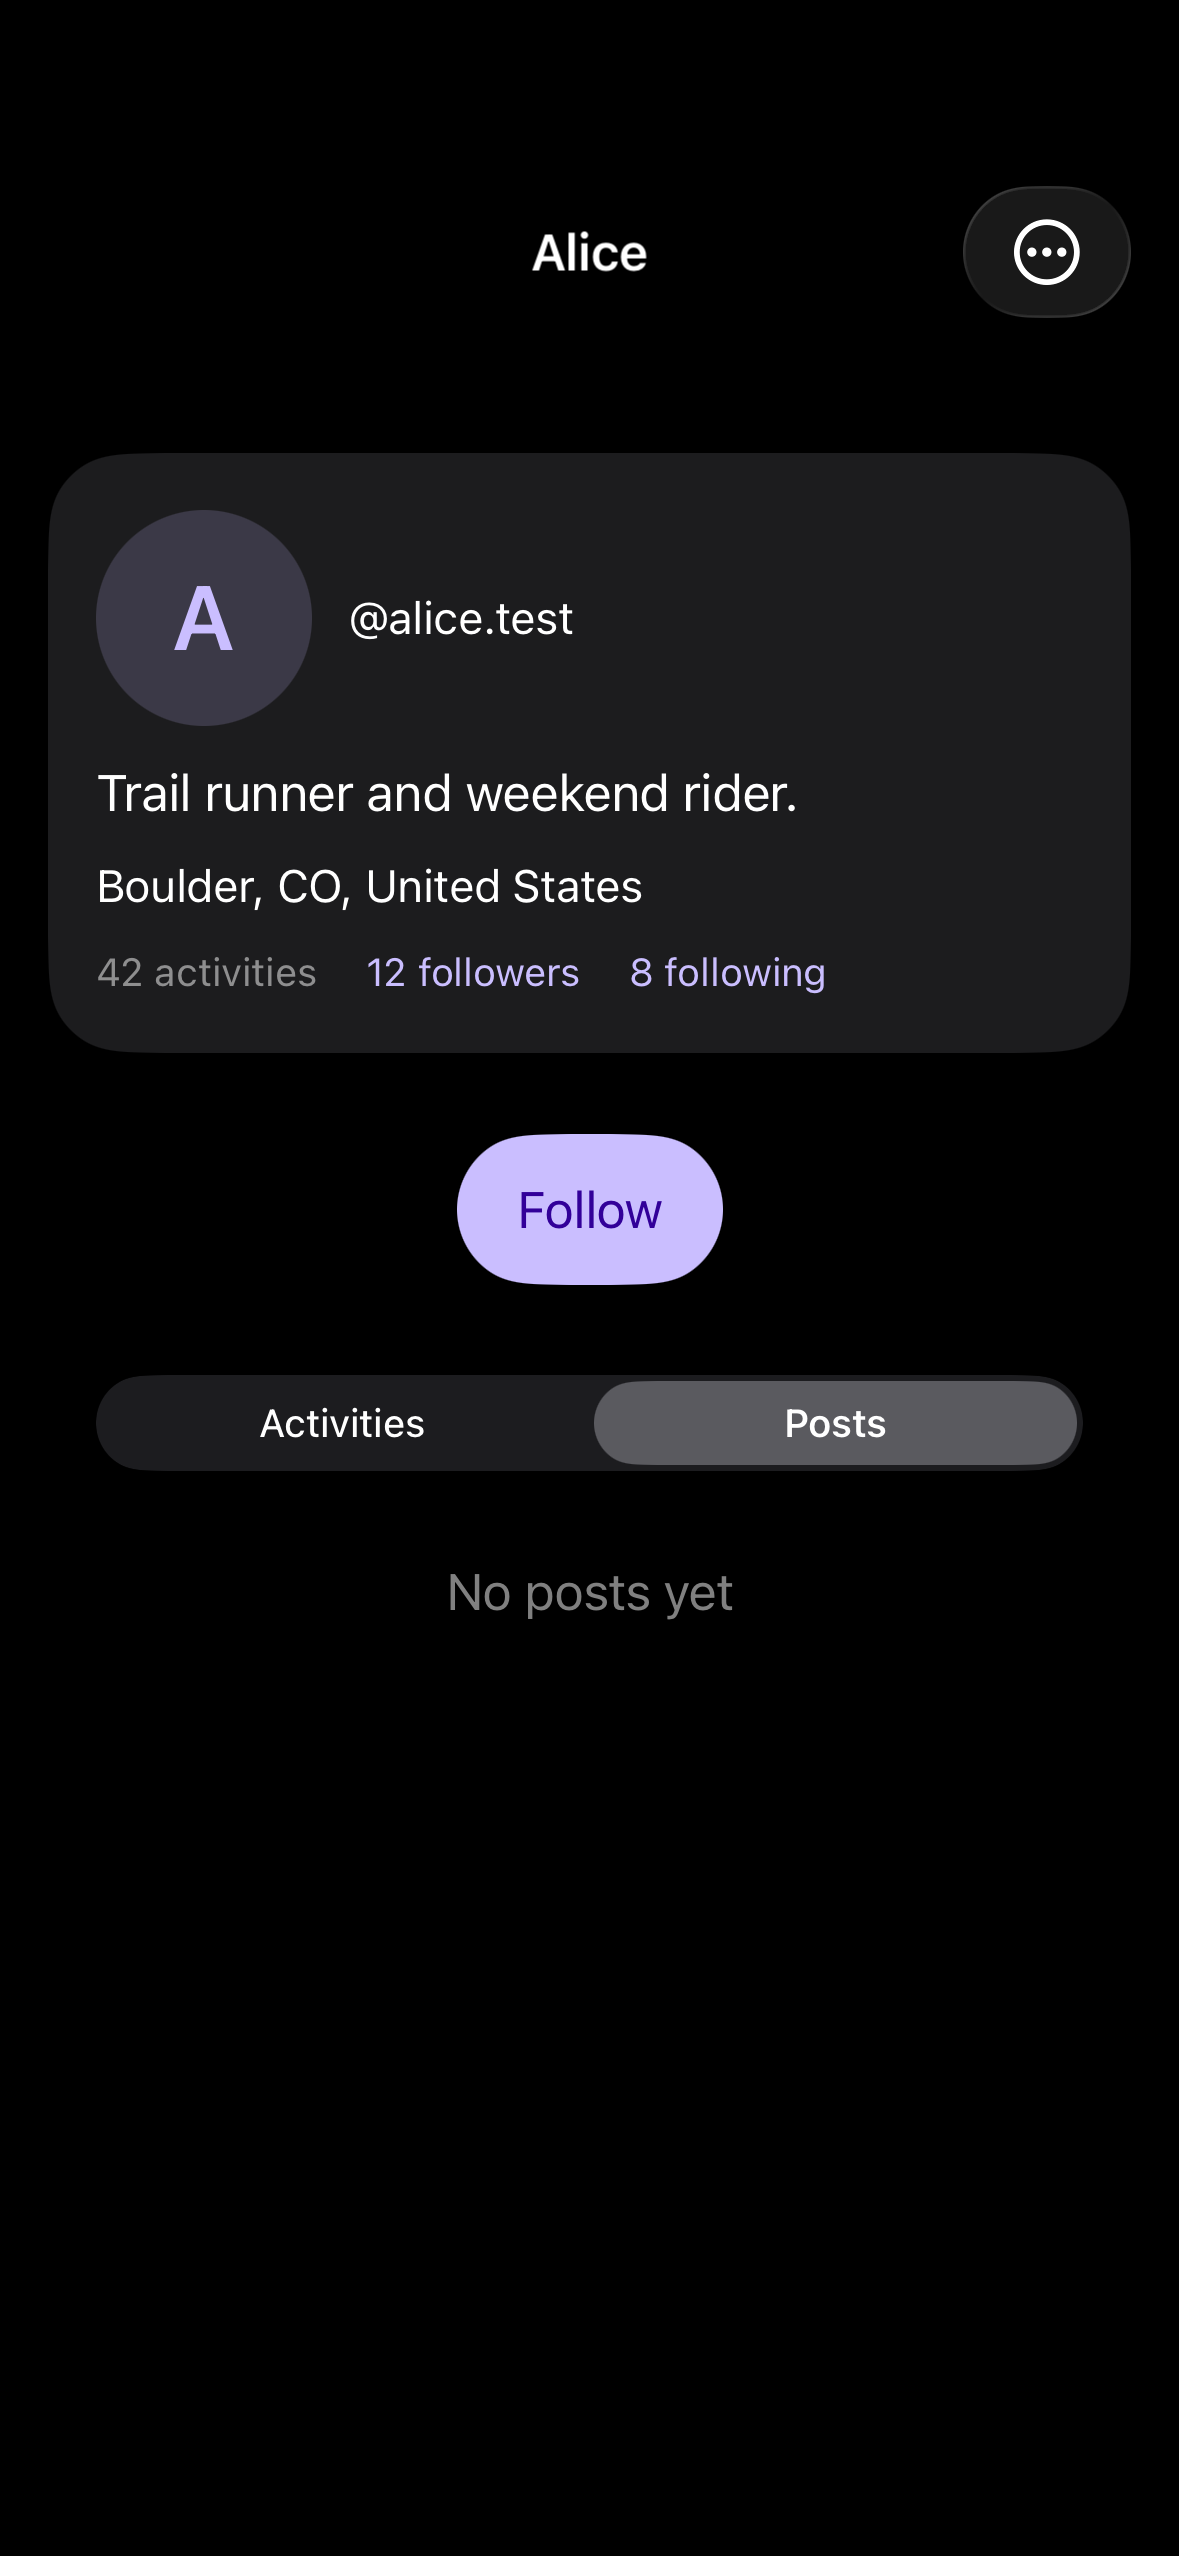 Alice
A
@alice.test
Trail runner and weekend rider.
Boulder, CO, United States
42 activities 12 followers 8 following
Follow
Activities Posts
No posts yet